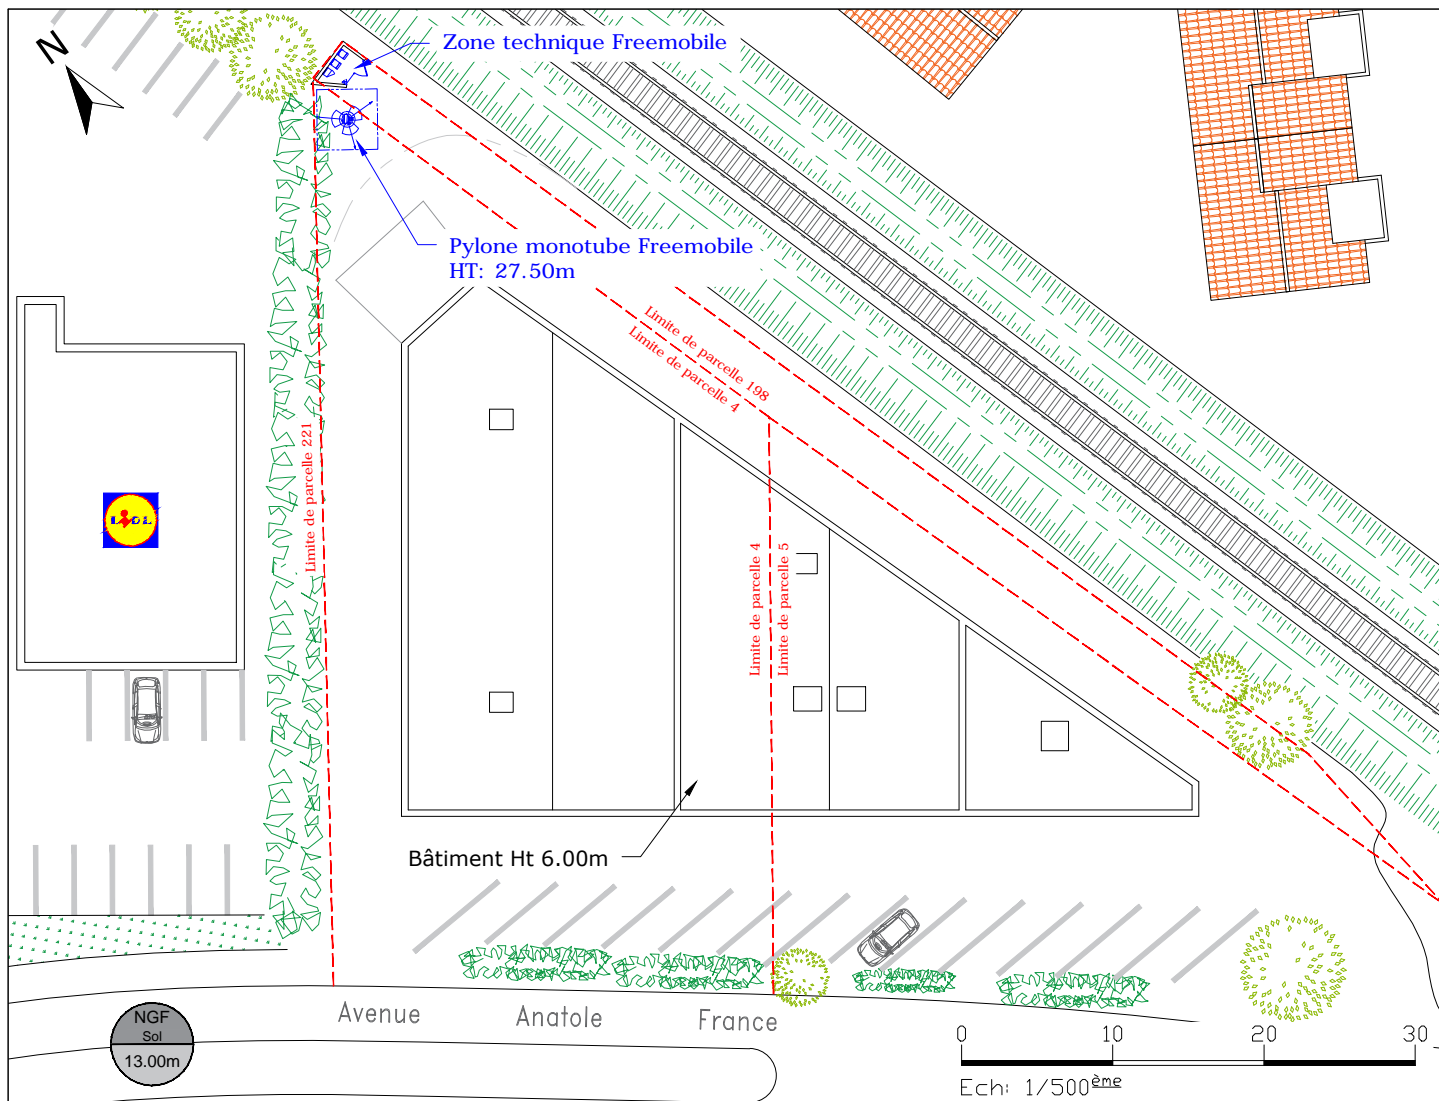 N
Zone technique Freemobile
Pylone monotube Freemobile
HT: 27.50m
Limite de parcelle 198
Limite de parcelle 4
Limite de parcelle 221
LIDL
Limite de parcelle 4
Limite de parcelle 5
Bâtiment Ht 6.00m
Avenue Anatole France
NGF
Sol
13.00m
0 10 20 30
Ech: 1/500ème